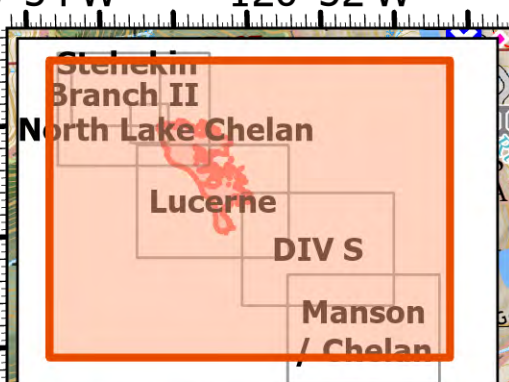 Stehekin
Branch II
North Lake Chelan
Lucerne
DIV S
Manson
/ Chelan